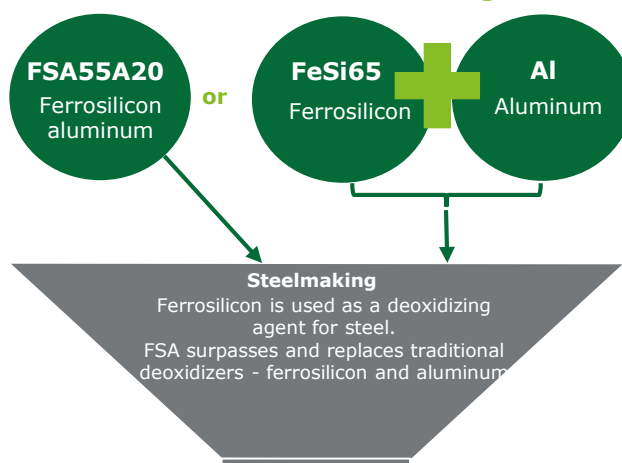 FSA55A20
Ferrosilicon
aluminum
or
FeSi65
Ferrosilicon
Al
Aluminum
Steelmaking
Ferrosilicon is used as a deoxidizing
agent for steel.
FSA surpasses and replaces traditional
deoxidizers - ferrosilicon and aluminum